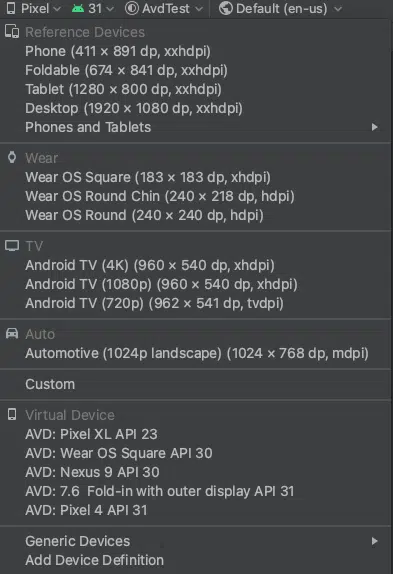 Pixel 31 AvdTest Default (en-us)
Reference Devices
Phone (411 × 891 dp, xxhdpi)
Foldable (674 × 841 dp, xxhdpi)
Tablet (1280 × 800 dp, xxhdpi)
Desktop (1920 × 1080 dp, xxhdpi)
Phones and Tablets
Wear
Wear OS Square (183 × 183 dp, xhdpi)
Wear OS Round Chin (240 × 218 dp, hdpi)
Wear OS Round (240 × 240 dp, hdpi)
TV
Android TV (4K) (960 × 540 dp, xhdpi)
Android TV (1080p) (960 × 540 dp, xhdpi)
Android TV (720p) (962 × 541 dp, tvdpi)
Auto
Automotive (1024p landscape) (1024 × 768 dp, mdpi)
Custom
Virtual Device
AVD: Pixel XL API 23
AVD: Wear OS Square API 30
AVD: Nexus 9 API 30
AVD: 7.6  Fold-in with outer display API 31
AVD: Pixel 4 API 31
Generic Devices
Add Device Definition